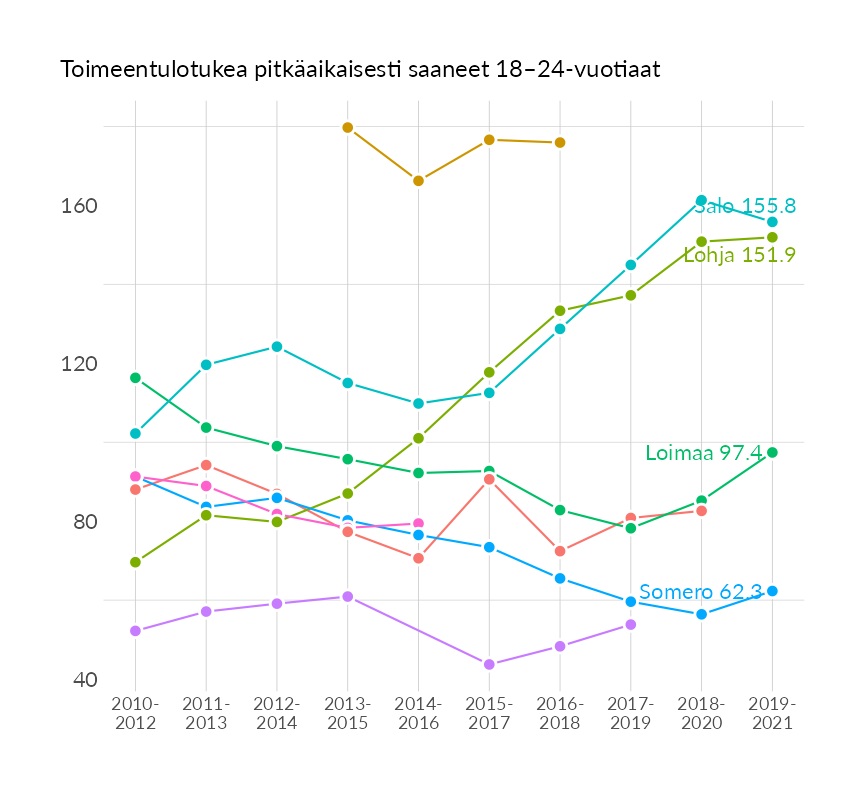 Toimeentulotukea pitkäaikaisesti saaneet 18–24-vuotiaat
160
Salo 155.8
Lohja 151.9
120
Loimaa 97.4
80
Somero 62.3
40
2010- 2011- 2012- 2013- 2014- 2015- 2016- 2017- 2018- 2019-
2012 2013 2014 2015 2016 2017 2018 2019 2020 2021